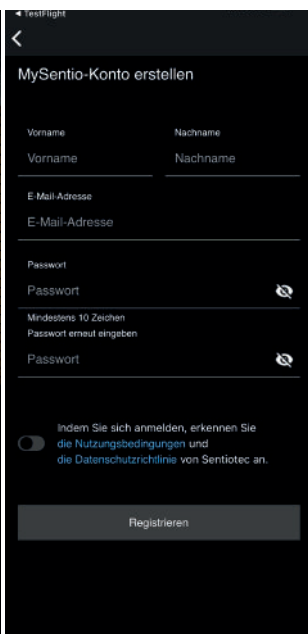 ◀ TestFlight
MySentio-Konto erstellen
Vorname Nachname
Vorname Nachname
E-Mail-Adresse
E-Mail-Adresse
Passwort
Passwort
Mindestens 10 Zeichen
Passwort erneut eingeben
Passwort
Indem Sie sich anmelden, erkennen Sie
die Nutzungsbedingungen und
die Datenschutzrichtlinie von Sentiotec an.
Registrieren